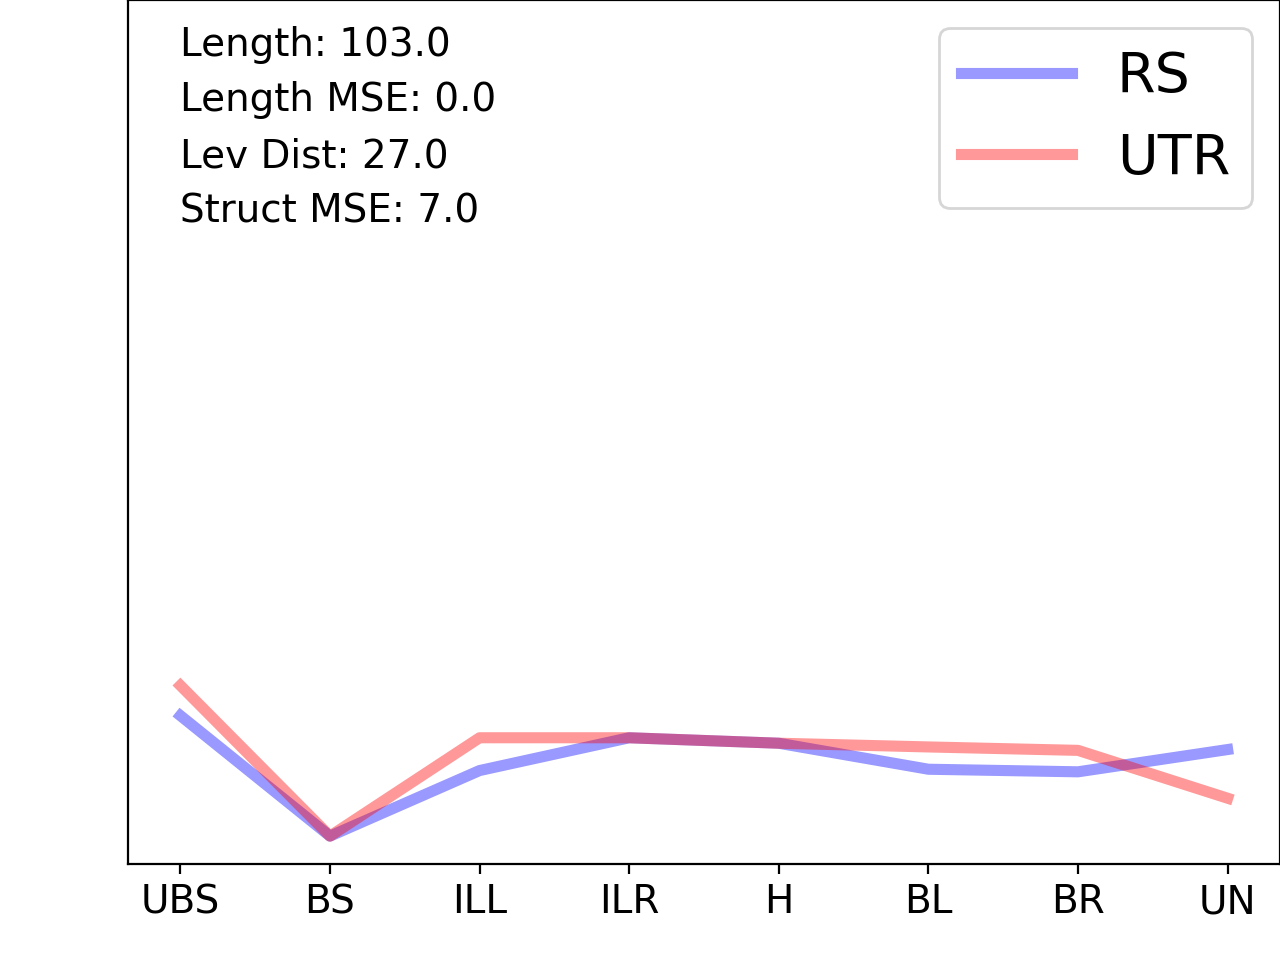 Length: 103.0
Length MSE: 0.0
Lev Dist: 27.0
Struct MSE: 7.0
RS
UTR
UBS BS ILL ILR H BL BR UN